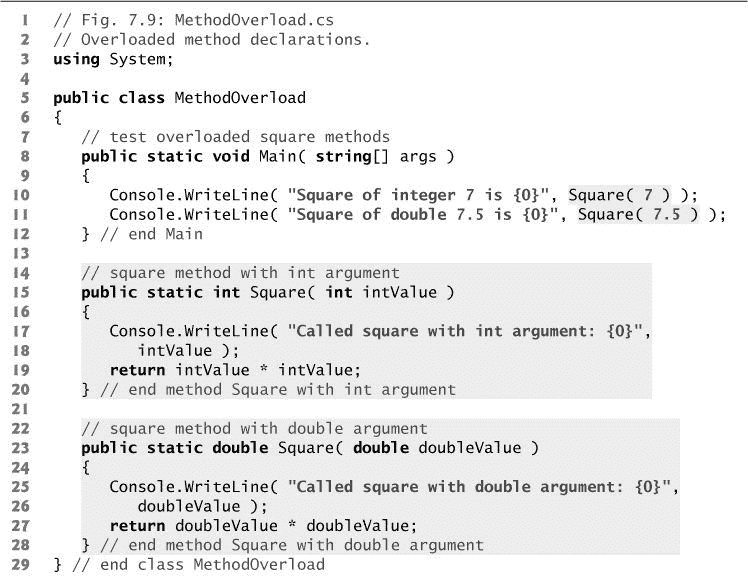 1 // Fig. 7.9: MethodOverload.cs
2 // Overloaded method declarations.
3 using System;
4
5 public class MethodOverload
6 {
7 // test overloaded square methods
8 public static void Main( string[] args )
9 {
10 Console.WriteLine( "Square of integer 7 is {0}", Square( 7 ) );
11 Console.WriteLine( "Square of double 7.5 is {0}", Square( 7.5 ) );
12 } // end Main
13
14 // square method with int argument
15 public static int Square( int intValue )
16 {
17 Console.WriteLine( "Called square with int argument: {0}",
18 intValue );
19 return intValue * intValue;
20 } // end method Square with int argument
21
22 // square method with double argument
23 public static double Square( double doubleValue )
24 {
25 Console.WriteLine( "Called square with double argument: {0}",
26 doubleValue );
27 return doubleValue * doubleValue;
28 } // end method Square with double argument
29 } // end class MethodOverload